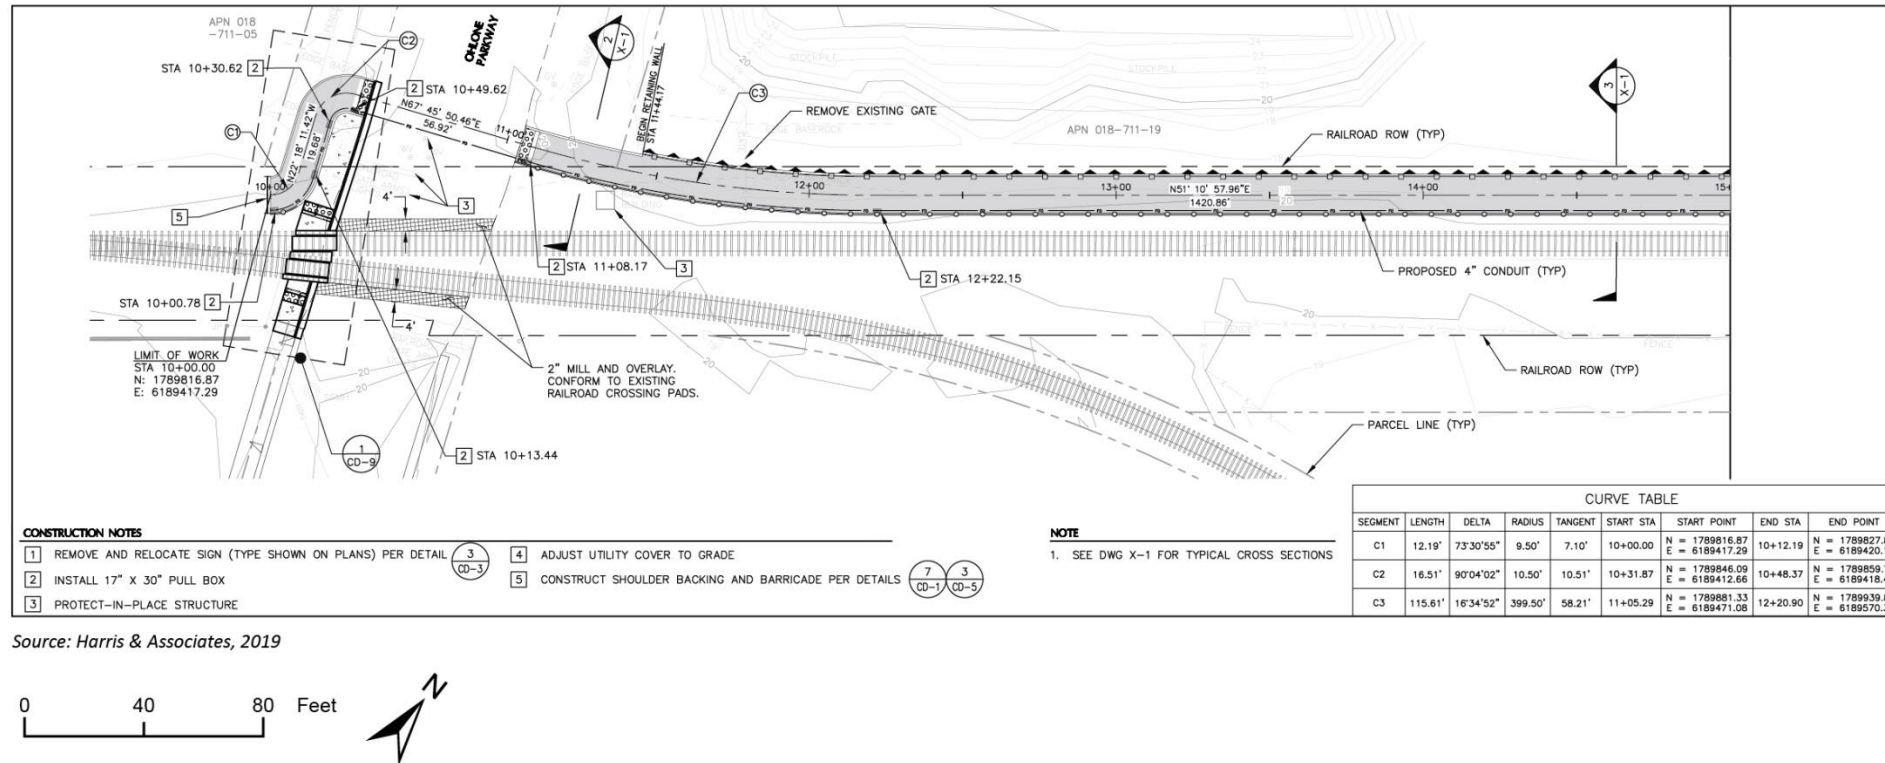 APN 018
-711-05
C2
OHLONE
PARKWAY
2
X-1
STA 10+30.62 2
2 STA 10+49.62
N67° 45' 50.46"E
56.92'
11+00
BEGIN RETAINING WALL
STA 11+44.17
C3
REMOVE EXISTING GATE
STOCKPILE
STOCKPILE
APN 018-711-19
RAILROAD ROW (TYP)
3
X-1
C1
N22° 18' 11.42"W
19.68'
10+00
5
4'
3
12+00
13+00
N51° 10' 57.96"E
1420.86'
14+00
2 STA 11+08.17
3
2 STA 12+22.15
PROPOSED 4" CONDUIT (TYP)
STA 10+00.78 2
4'
LIMIT OF WORK
STA 10+00.00
N: 1789816.87
E: 6189417.29
2" MILL AND OVERLAY.
CONFORM TO EXISTING
RAILROAD CROSSING PADS.
FENCE
FENCE
RAILROAD ROW (TYP)
PARCEL LINE (TYP)
1
CD-9
2 STA 10+13.44
CONSTRUCTION NOTES
1 REMOVE AND RELOCATE SIGN (TYPE SHOWN ON PLANS) PER DETAIL 3 CD-3
2 INSTALL 17" X 30" PULL BOX
3 PROTECT-IN-PLACE STRUCTURE
4 ADJUST UTILITY COVER TO GRADE
5 CONSTRUCT SHOULDER BACKING AND BARRICADE PER DETAILS 7 CD-1 3 CD-5
NOTE
1. SEE DWG X-1 FOR TYPICAL CROSS SECTIONS
CURVE TABLE
SEGMENT LENGTH DELTA RADIUS TANGENT START STA START POINT END STA END POINT
C1 12.19' 73°30'55" 9.50' 7.10' 10+00.00 N = 1789816.87 E = 6189417.29 10+12.19 N = 1789827. E = 6189420.
C2 16.51' 90°04'02" 10.50' 10.51' 10+31.87 N = 1789846.09 E = 6189412.66 10+48.37 N = 1789859. E = 6189418.
C3 115.61' 16°34'52" 399.50' 58.21' 11+05.29 N = 1789881.33 E = 6189471.08 12+20.90 N = 1789939. E = 6189570.
Source: Harris & Associates, 2019
0 40 80 Feet
N